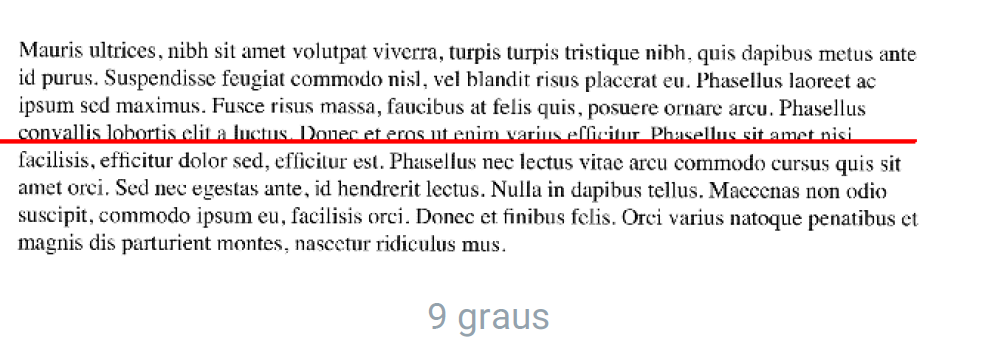 Mauris ultrices, nibh sit amet volutpat viverra, turpis turpis tristique nibh, quis dapibus metus ante
id purus. Suspendisse feugiat commodo nisl, vel blandit risus placerat eu. Phasellus laoreet ac
ipsum sed maximus. Fusce risus massa, faucibus at felis quis, posuere ornare arcu. Phasellus
convallis lobortis elit a luctus. Donec et eros ut enim varius efficitur. Phasellus sit amet nisi
facilisis, efficitur dolor sed, efficitur est. Phasellus nec lectus vitae arcu commodo cursus quis sit
amet orci. Sed nec egestas ante, id hendrerit lectus. Nulla in dapibus tellus. Maecenas non odio
suscipit, commodo ipsum eu, facilisis orci. Donec et finibus felis. Orci varius natoque penatibus et
magnis dis parturient montes, nascetur ridiculus mus.
9 graus